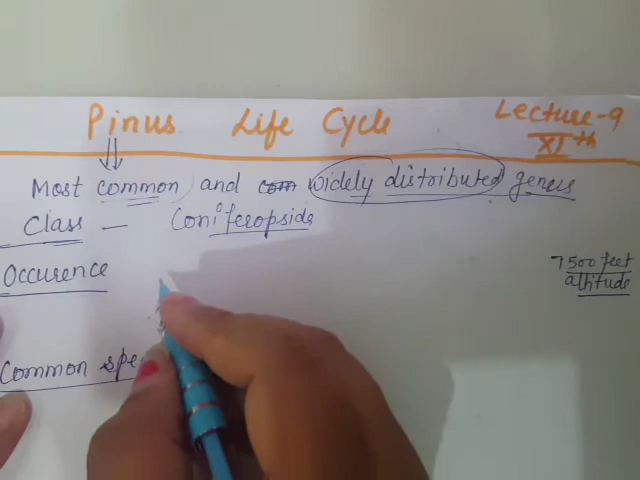 Pinus Life Cycle Lecture-9
XIth
Most common and com widely distributed genus
Class — Coniferopsida
Occurence 7500 feet
altitude
Common spe